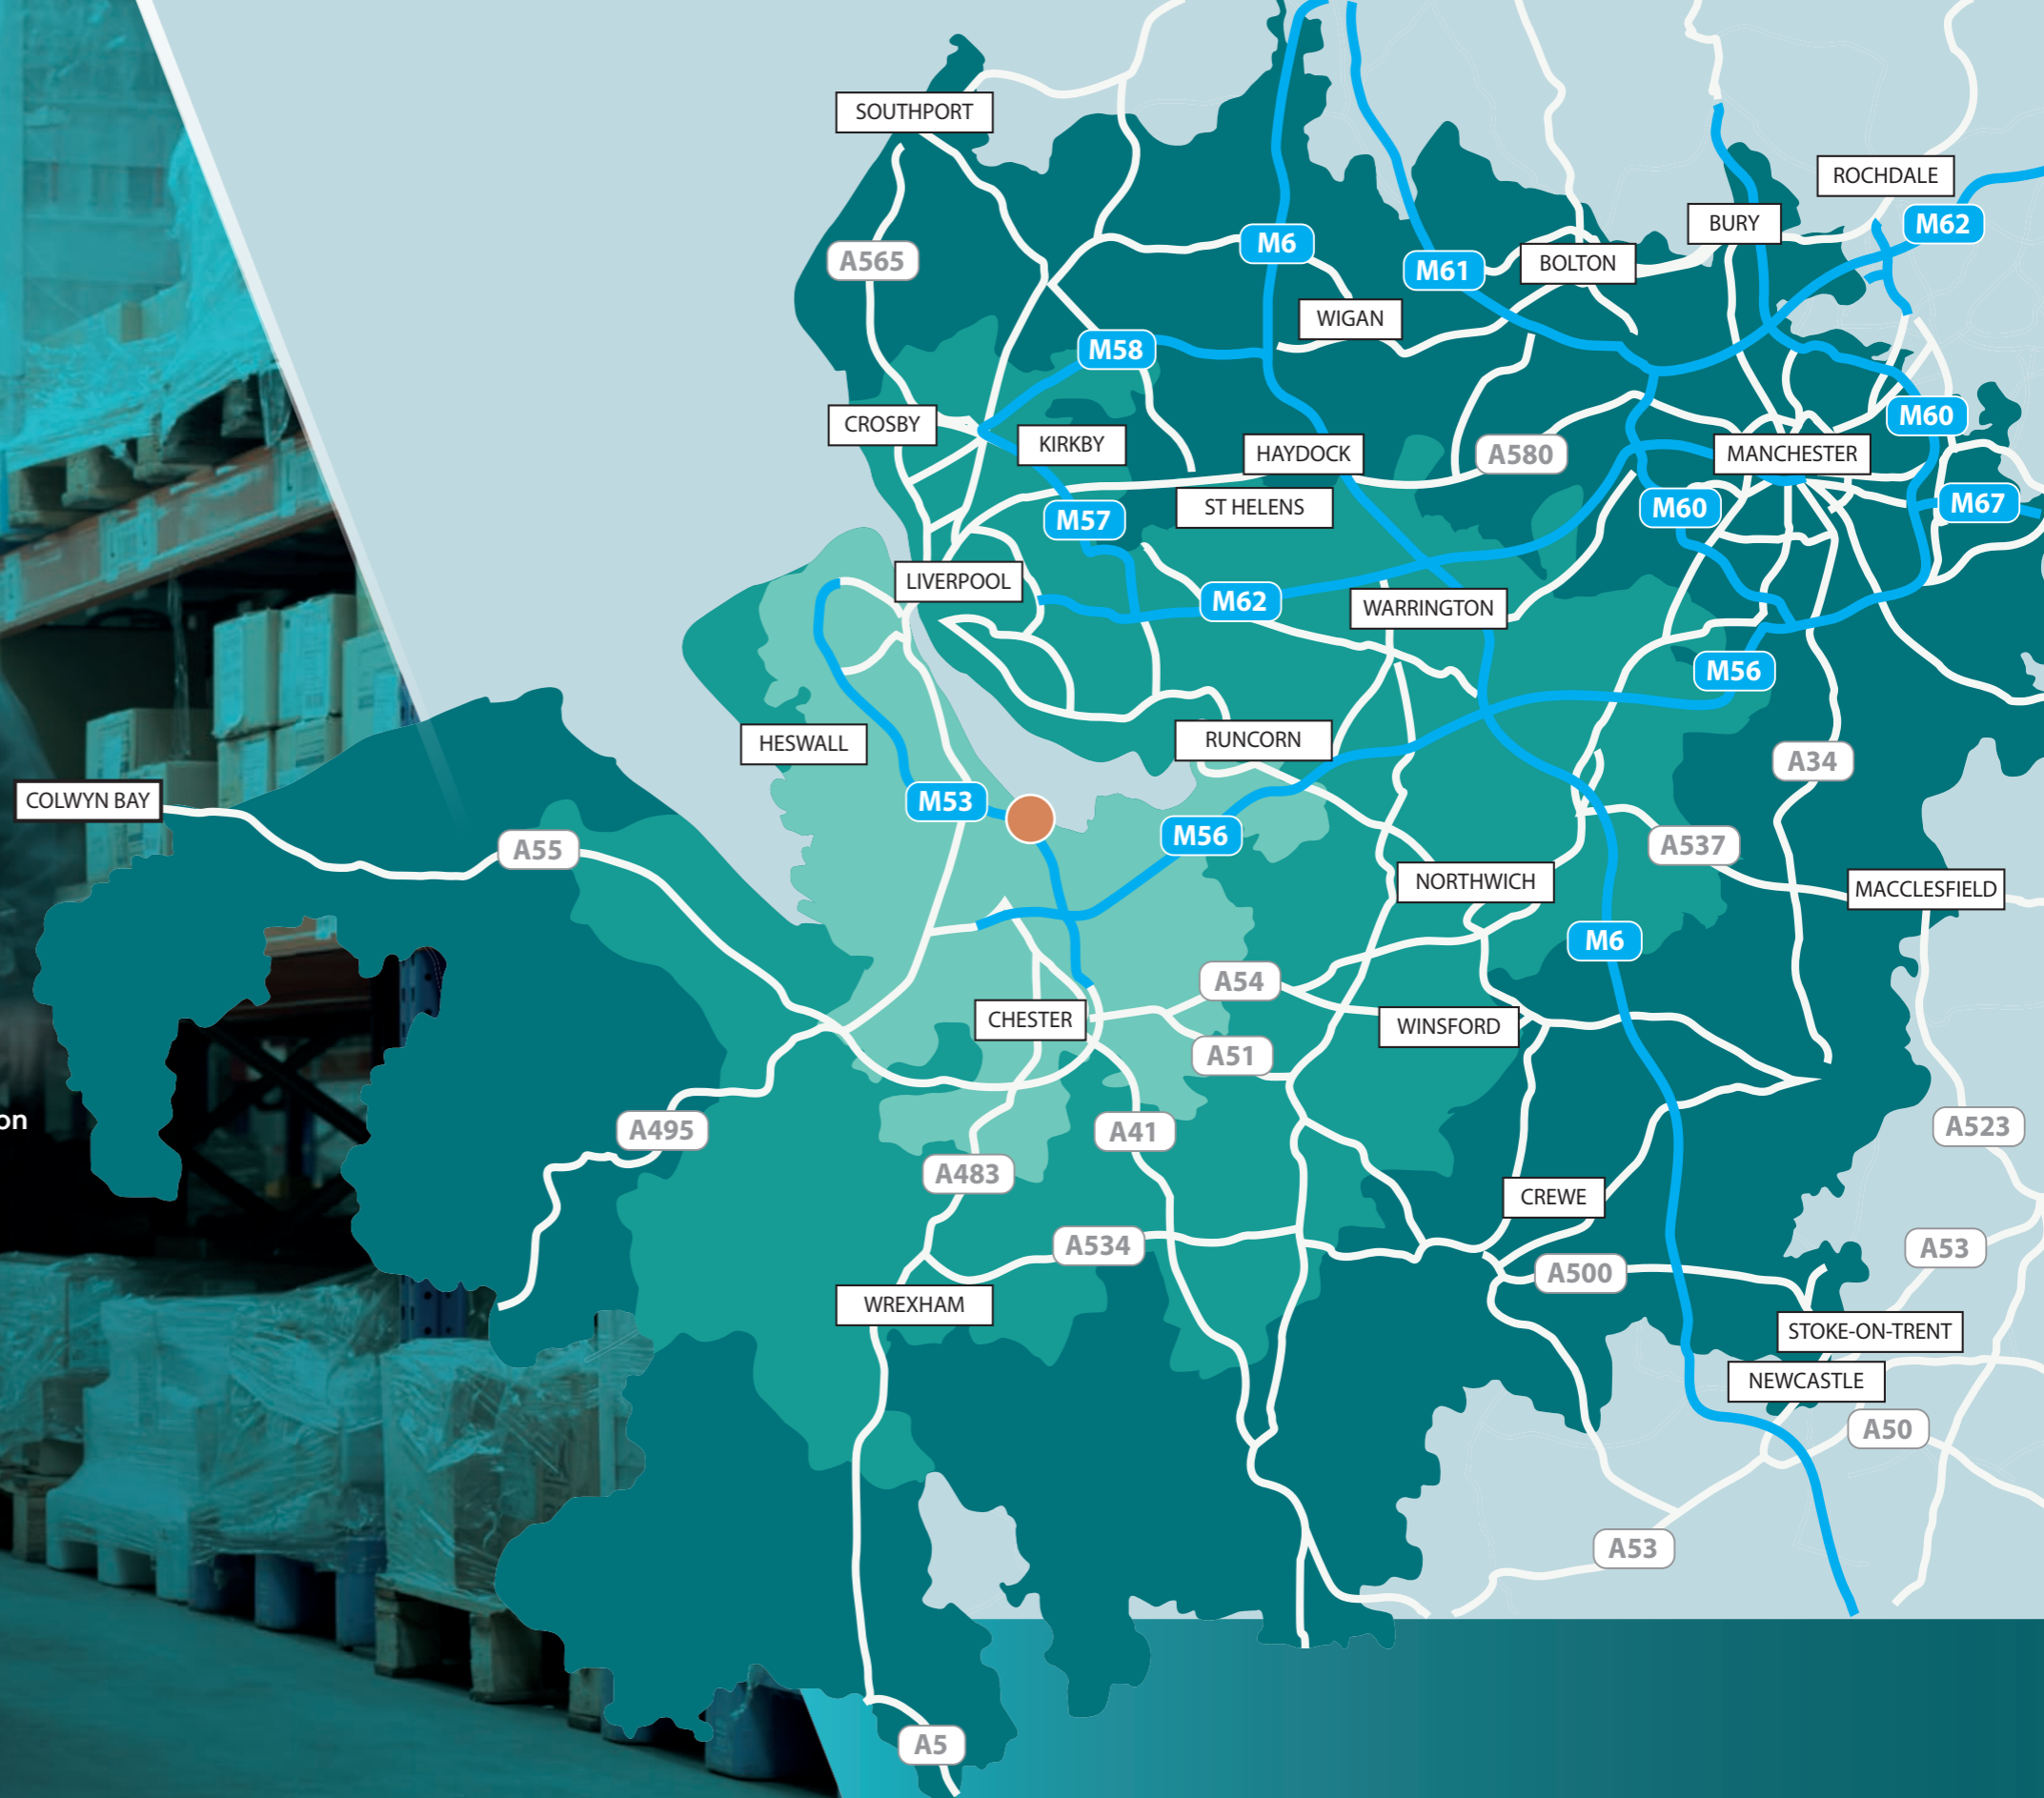 SOUTHPORT
ROCHDALE
BURY
M62
M6
A565
M61
BOLTON
WIGAN
M58
M60
CROSBY
KIRKBY
HAYDOCK
A580
MANCHESTER
ST HELENS
M57
M60
M67
LIVERPOOL
M62
WARRINGTON
M56
HESWALL
RUNCORN
A34
COLWYN BAY
M53
M56
A55
A537
NORTHWICH
MACCLESFIELD
M6
A54
CHESTER
WINSFORD
A51
on
A495
A41
A523
A483
CREWE
A534
A53
A500
WREXHAM
STOKE-ON-TRENT
NEWCASTLE
A50
A53
A5